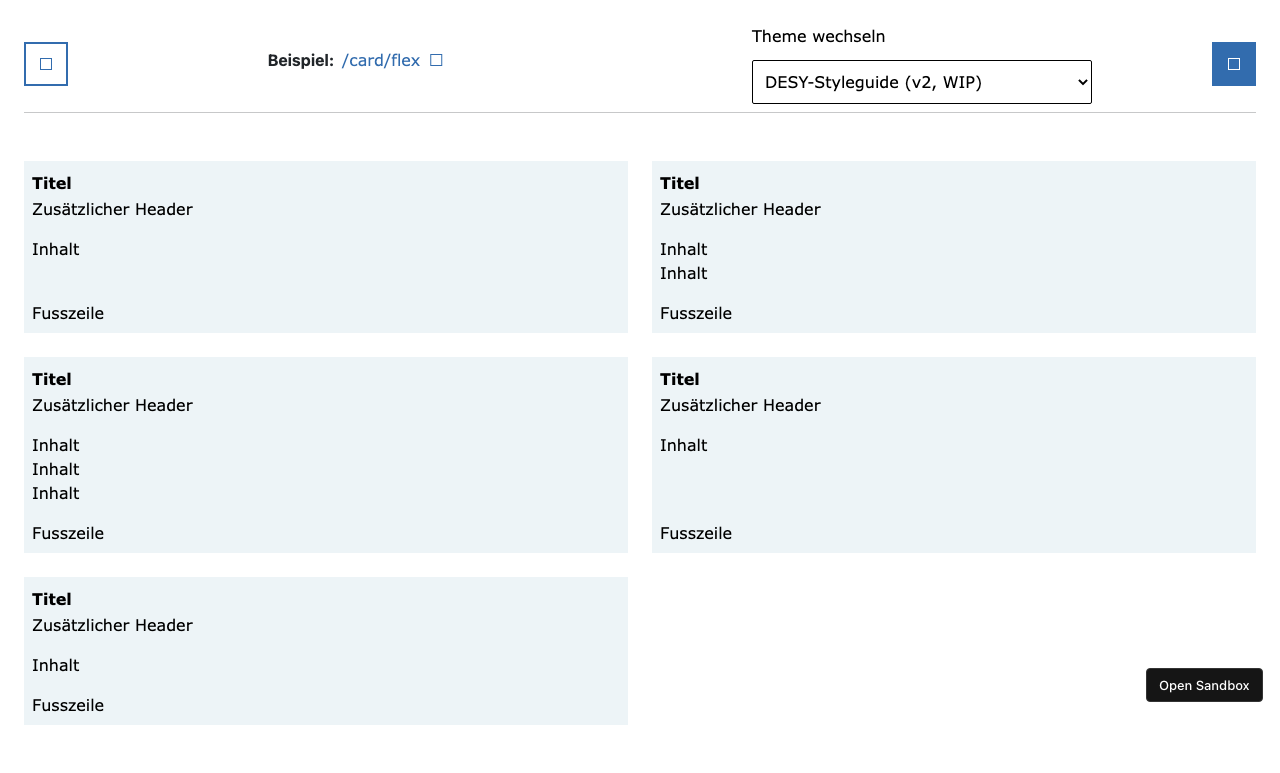 Theme wechseln
Beispiel: /card/flex
DESY-Styleguide (v2, WIP)
Titel
Zusätzlicher Header
Inhalt
Fusszeile
Titel
Zusätzlicher Header
Inhalt
Inhalt
Fusszeile
Titel
Zusätzlicher Header
Inhalt
Inhalt
Inhalt
Fusszeile
Titel
Zusätzlicher Header
Inhalt
Fusszeile
Titel
Zusätzlicher Header
Inhalt
Fusszeile
Open Sandbox